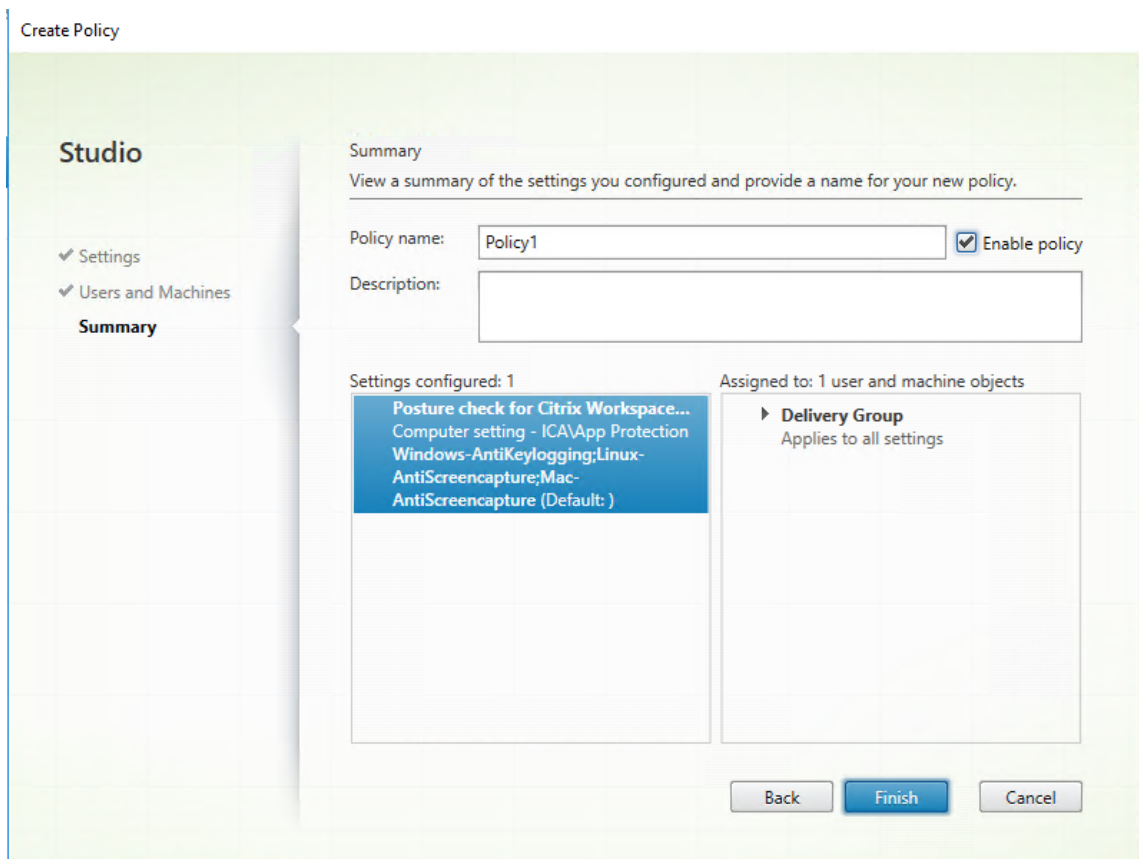 Create Policy
Studio
Settings
Users and Machines
Summary
Summary
View a summary of the settings you configured and provide a name for your new policy.
Policy name:
Policy1
Enable policy
Description:
Settings configured: 1
Posture check for Citrix Workspace...
Computer setting - ICA\App Protection
Windows-AntiKeylogging;Linux-
AntiScreencapture;Mac-
AntiScreencapture (Default: )
Assigned to: 1 user and machine objects
Delivery Group
Applies to all settings
Back
Finish
Cancel